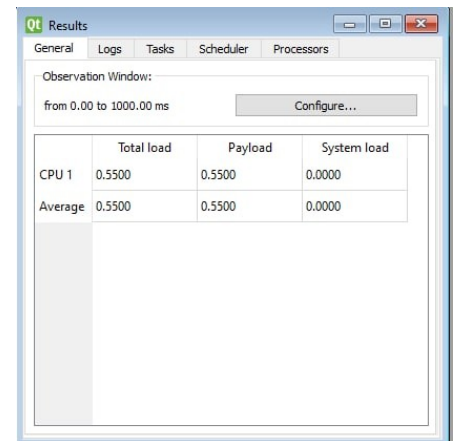 Qt Results
General Logs Tasks Scheduler Processors
Observation Window:
from 0.00 to 1000.00 ms Configure...
Total load Payload System load
CPU 1 0.5500 0.5500 0.0000
Average 0.5500 0.5500 0.0000